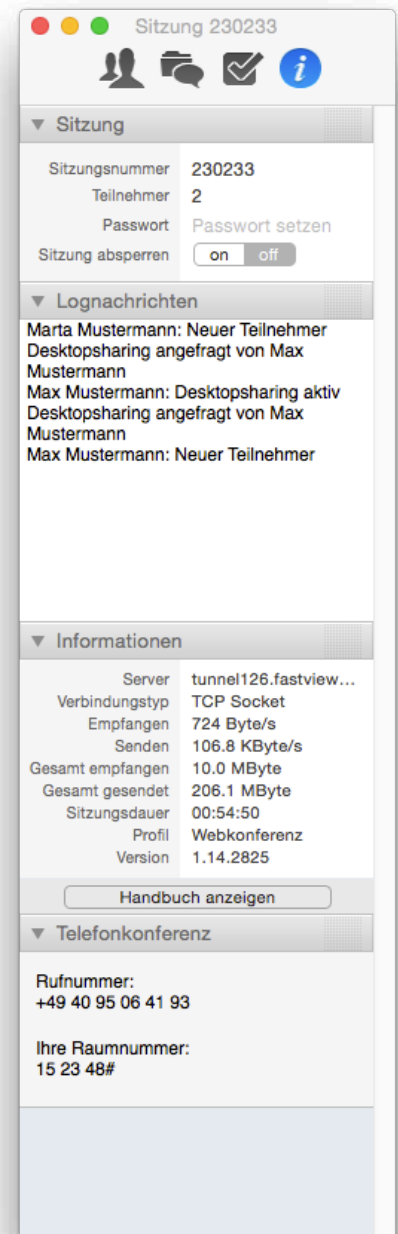 Sitzung 230233
Sitzung
Sitzungsnummer 230233
Teilnehmer 2
Passwort Passwort setzen
Sitzung absperren on off
Lognachrichten
Marta Mustermann: Neuer Teilnehmer
Desktopsharing angefragt von Max
Mustermann
Max Mustermann: Desktopsharing aktiv
Desktopsharing angefragt von Max
Mustermann
Max Mustermann: Neuer Teilnehmer
Informationen
Server tunnel126.fastview...
Verbindungstyp TCP Socket
Empfangen 724 Byte/s
Senden 106.8 KByte/s
Gesamt empfangen 10.0 MByte
Gesamt gesendet 206.1 MByte
Sitzungsdauer 00:54:50
Profil Webkonferenz
Version 1.14.2825
Handbuch anzeigen
Telefonkonferenz
Rufnummer:
+49 40 95 06 41 93
Ihre Raumnummer:
15 23 48#